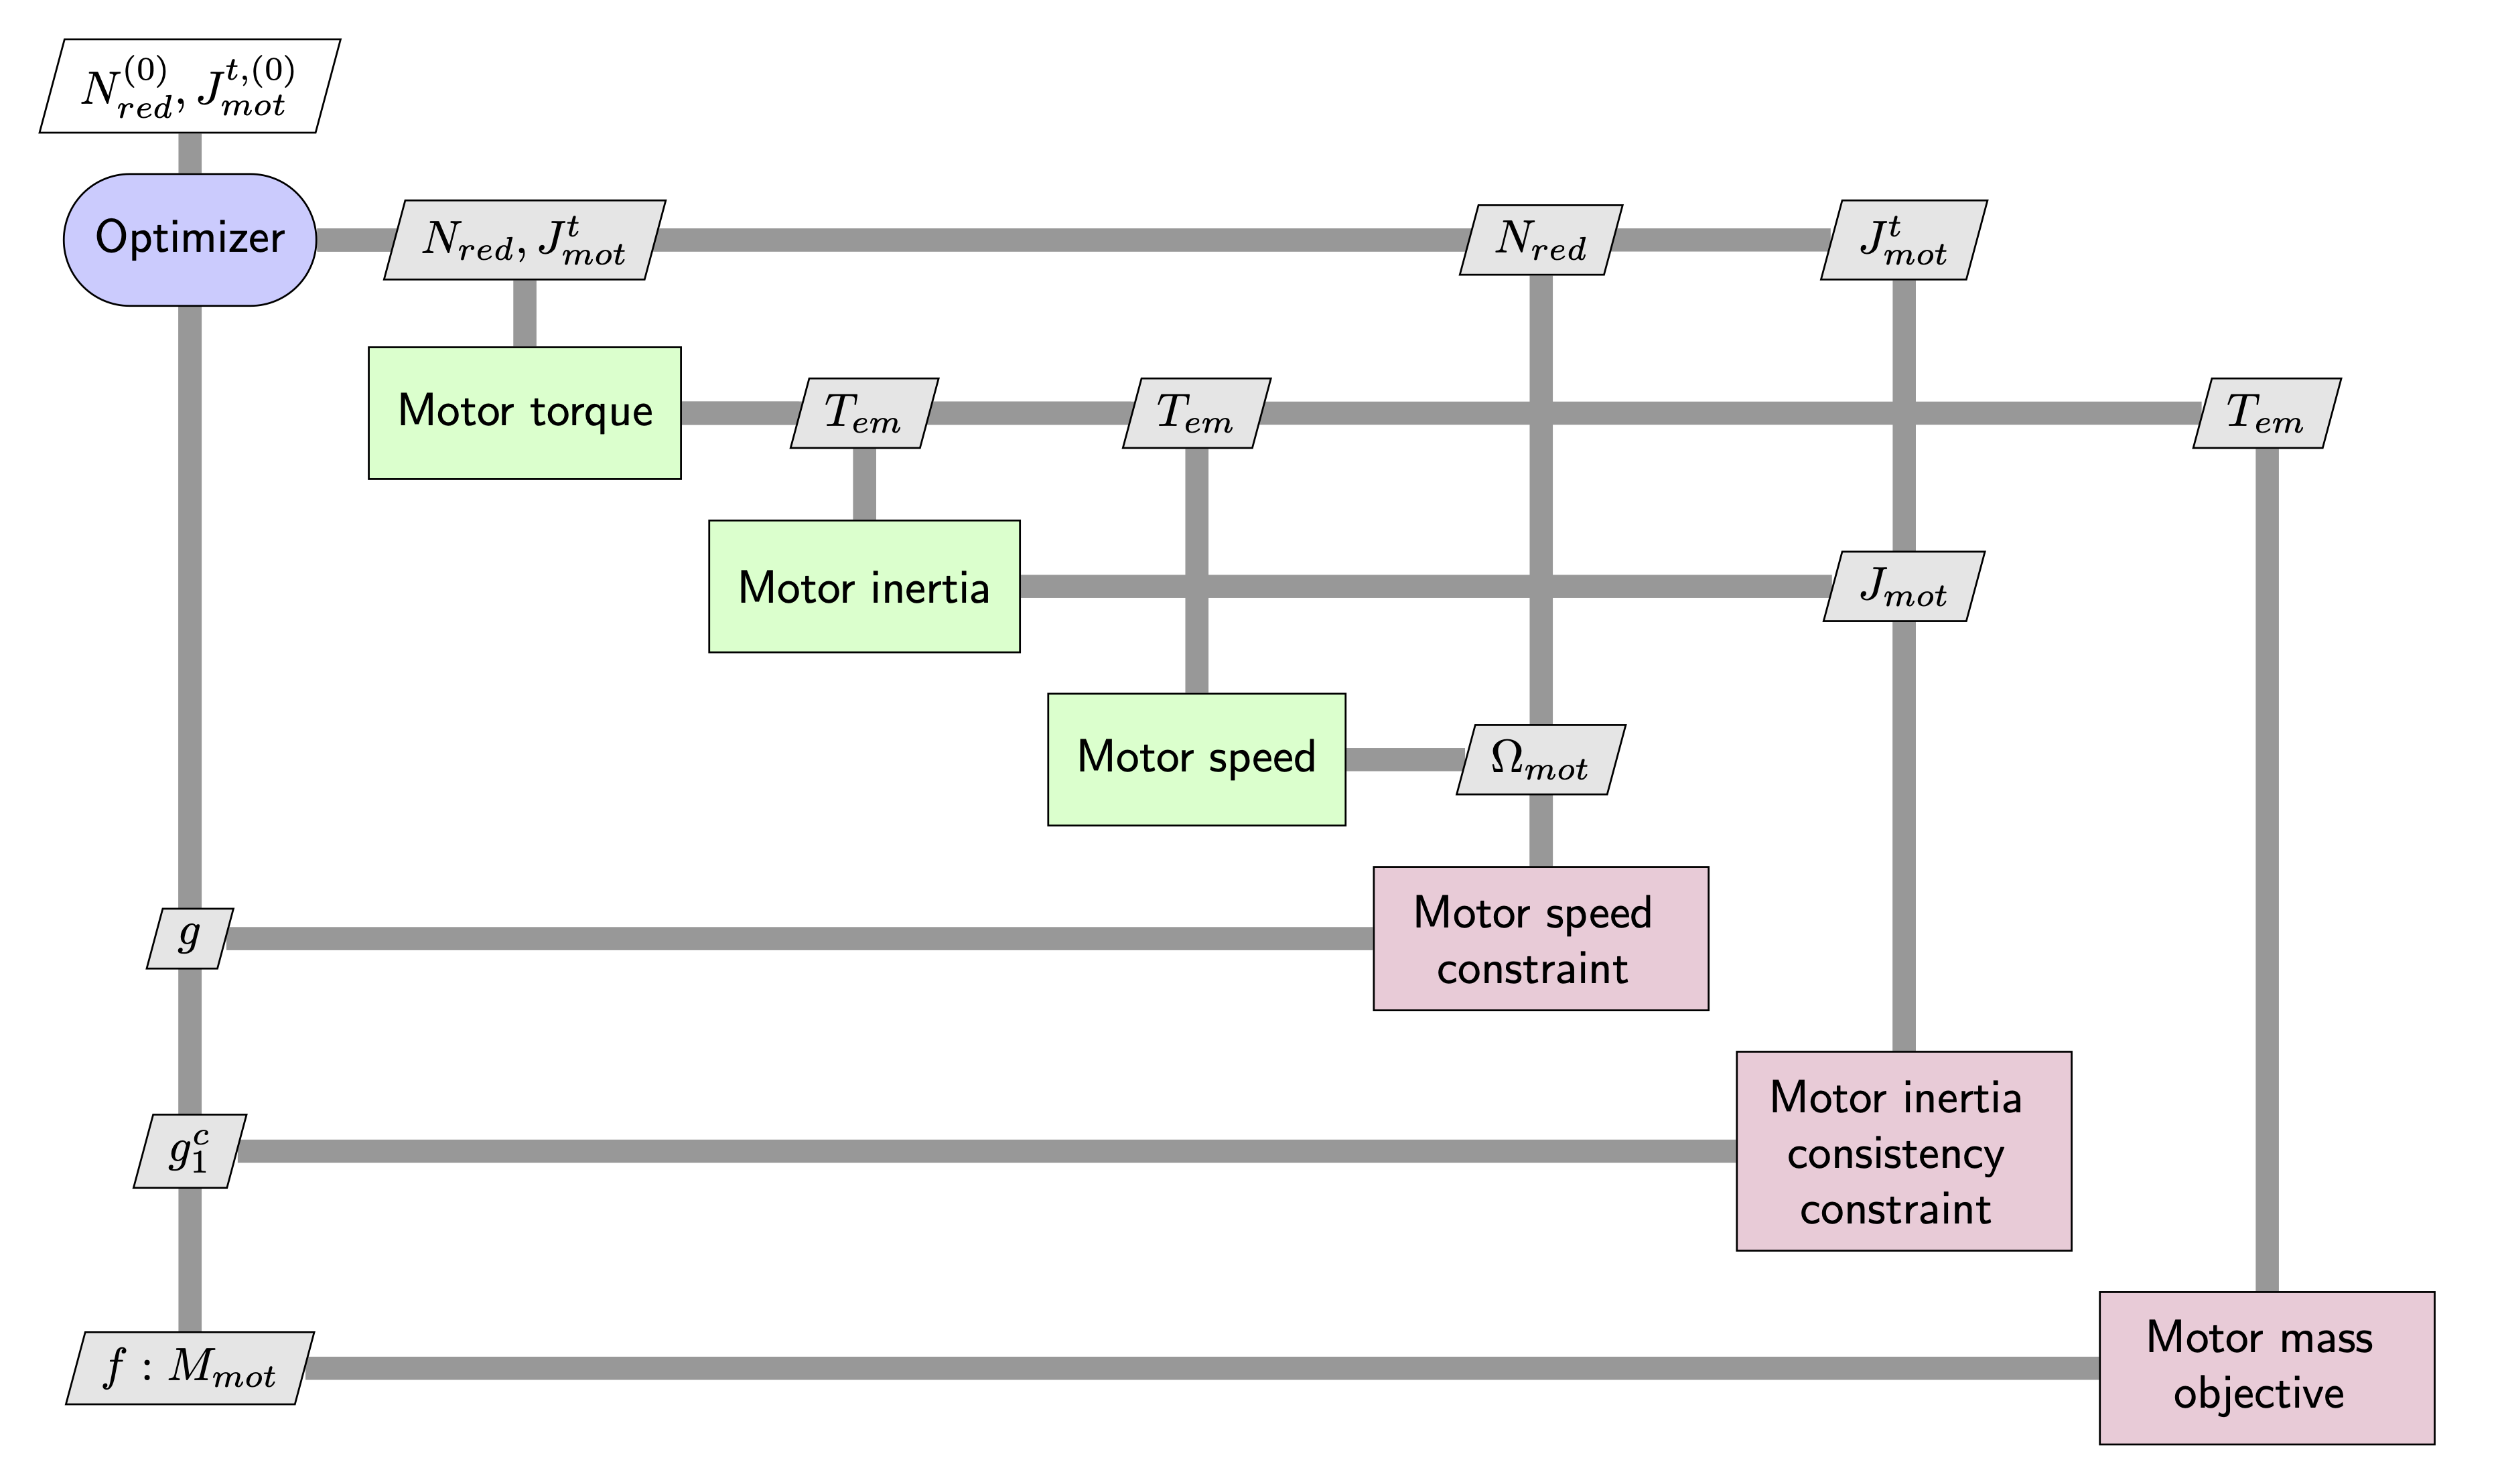 $N_{red}^{(0)}, J_{mot}^{t,(0)}$
Optimizer
$N_{red}, J_{mot}^{t}$
$N_{red}$
$J_{mot}^{t}$
Motor torque
$T_{em}$
$T_{em}$
$T_{em}$
Motor inertia
$J_{mot}$
Motor speed
$\Omega_{mot}$
$g$
Motor speed
constraint
$g_1^c$
Motor inertia
consistency
constraint
$f : M_{mot}$
Motor mass
objective